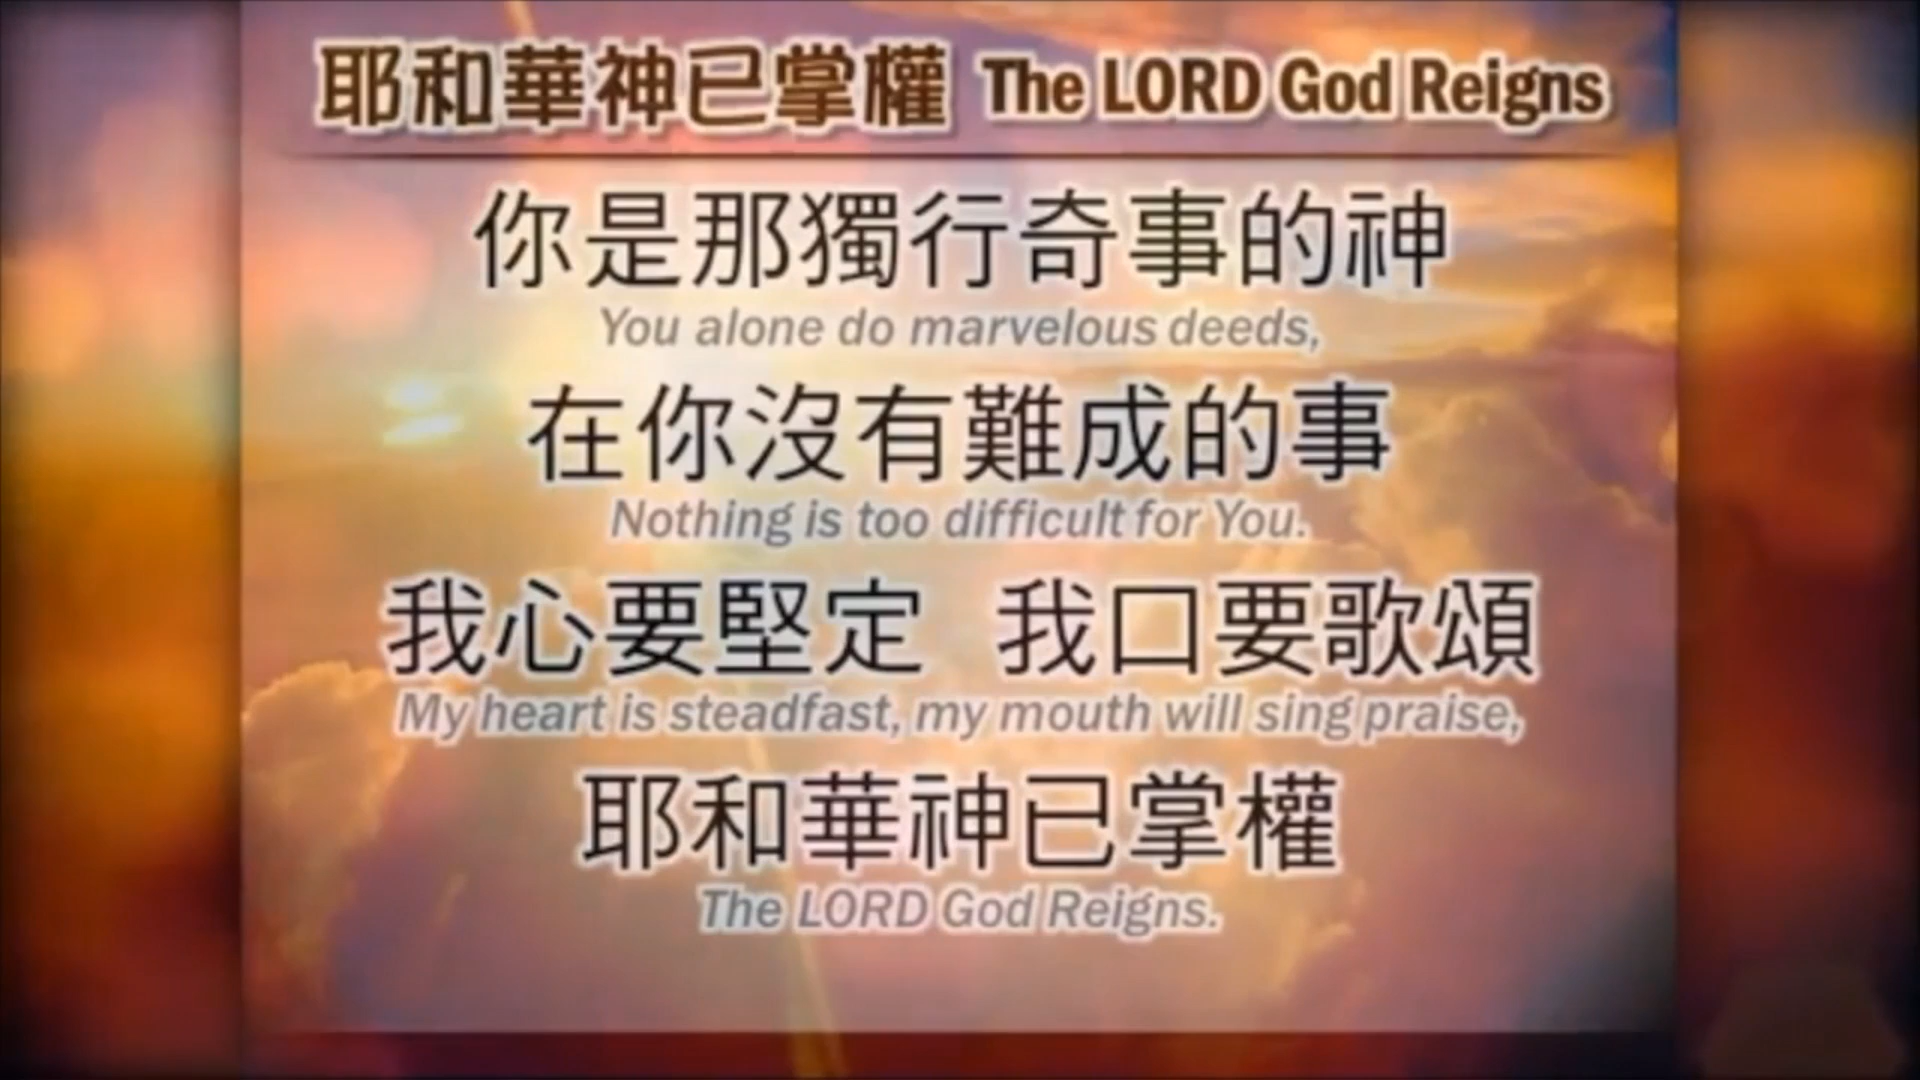 耶和華神已掌權 The LORD God Reigns
你是那獨行奇事的神
You alone do marvelous deeds,
在你沒有難成的事
Nothing is too difficult for You.
我心要堅定 我口要歌頌
My heart is steadfast, my mouth will sing praise,
耶和華神已掌權
The LORD God Reigns.